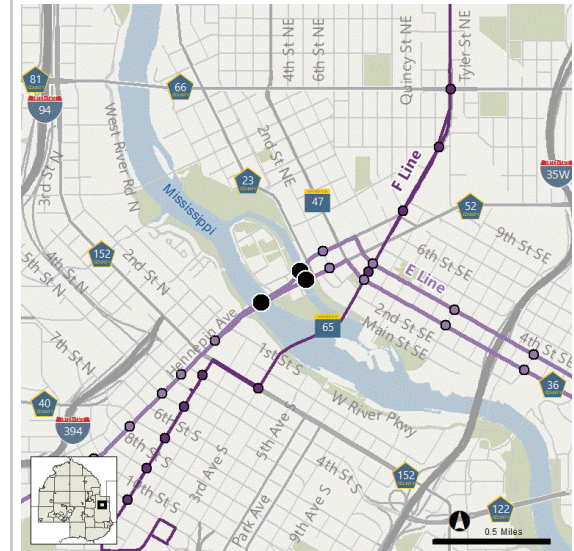 4th St NE
6th St NE
Quincy St NE
Tyler St NE
81
COUNTY
94
66
COUNTY
West River Rd N
3rd St N
2nd St NE
23
COUNTY
F Line
35W
47
Mississippi
52
COUNTY
152
COUNTY
2nd St N
4th St N
5th St N
6th St SE
9th St SE
E Line
7th St N
Hennepin Ave
65
2nd St SE
Main St SE
1st St S
4th St SE
36
COUNTY
40
COUNTY
394
6th St S
8th St S
10th St S
3rd Ave S
5th Ave S
W River Pkwy
4th St S
152
COUNTY
Park Ave
9th Ave S
122
COUNTY
0.5 Miles